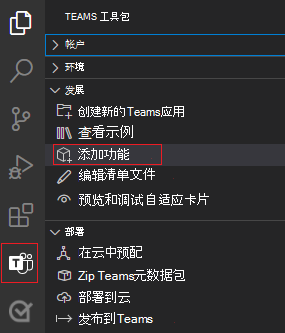 TEAMS 工具包
帐户
环境
发展
创建新的Teams应用
查看示例
添加功能
编辑清单文件
预览和调试自适应卡片
部署
在云中预配
Zip Teams元数据包
部署到云
发布到Teams